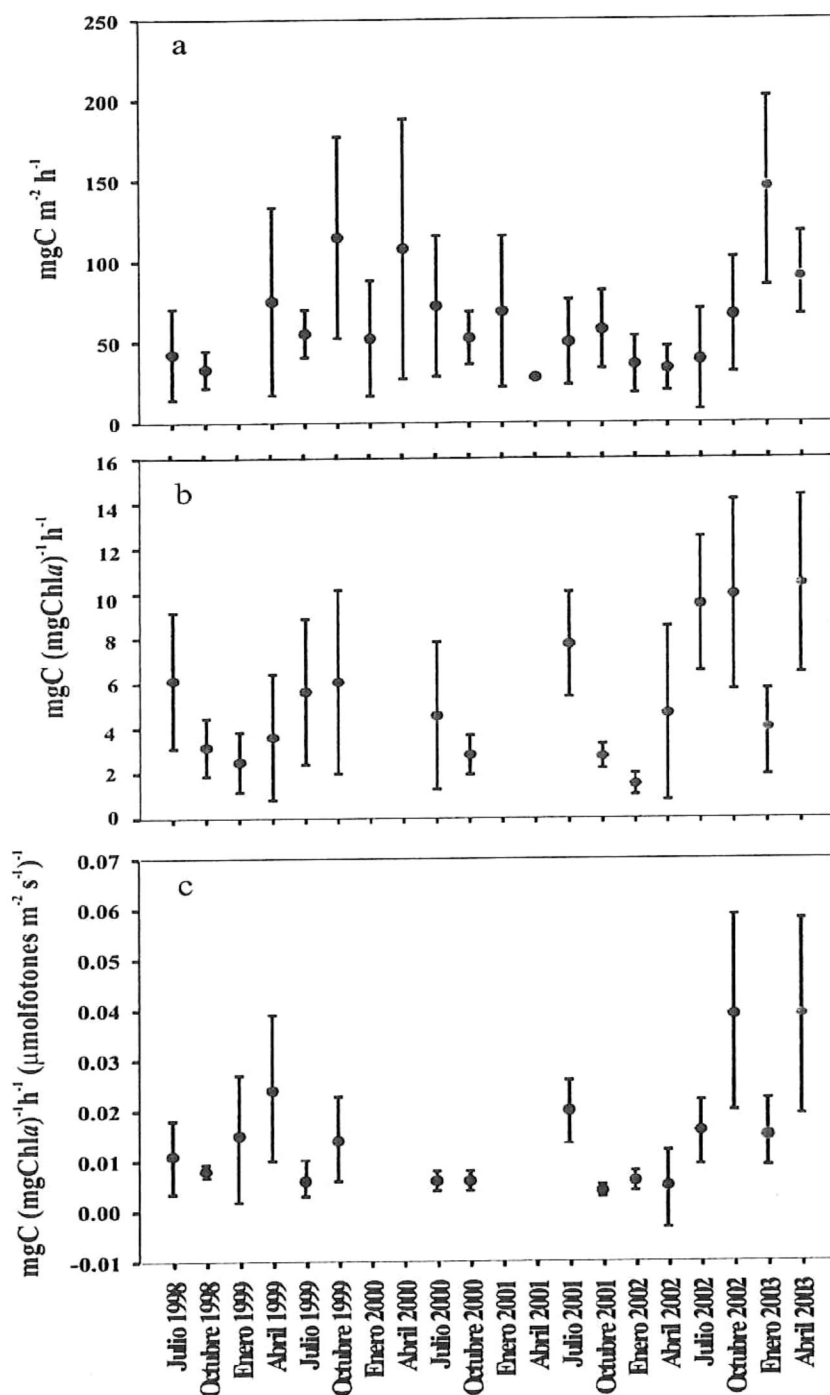 a
250
200
150
100
50
0
mgC m⁻² h⁻¹
b
16
14
12
10
8
6
4
2
0
mgC (mgChla)⁻¹h⁻¹
c
0.07
0.06
0.05
0.04
0.03
0.02
0.01
0.00
-0.01
mgC (mgChla)⁻¹h⁻¹ (µmolfotones m⁻² s⁻¹)⁻¹
Julio 1998
Octubre 1998
Enero 1999
Abril 1999
Julio 1999
Octubre 1999
Enero 2000
Abril 2000
Julio 2000
Octubre 2000
Enero 2001
Abril 2001
Julio 2001
Octubre 2001
Enero 2002
Abril 2002
Julio 2002
Octubre 2002
Enero 2003
Abril 2003